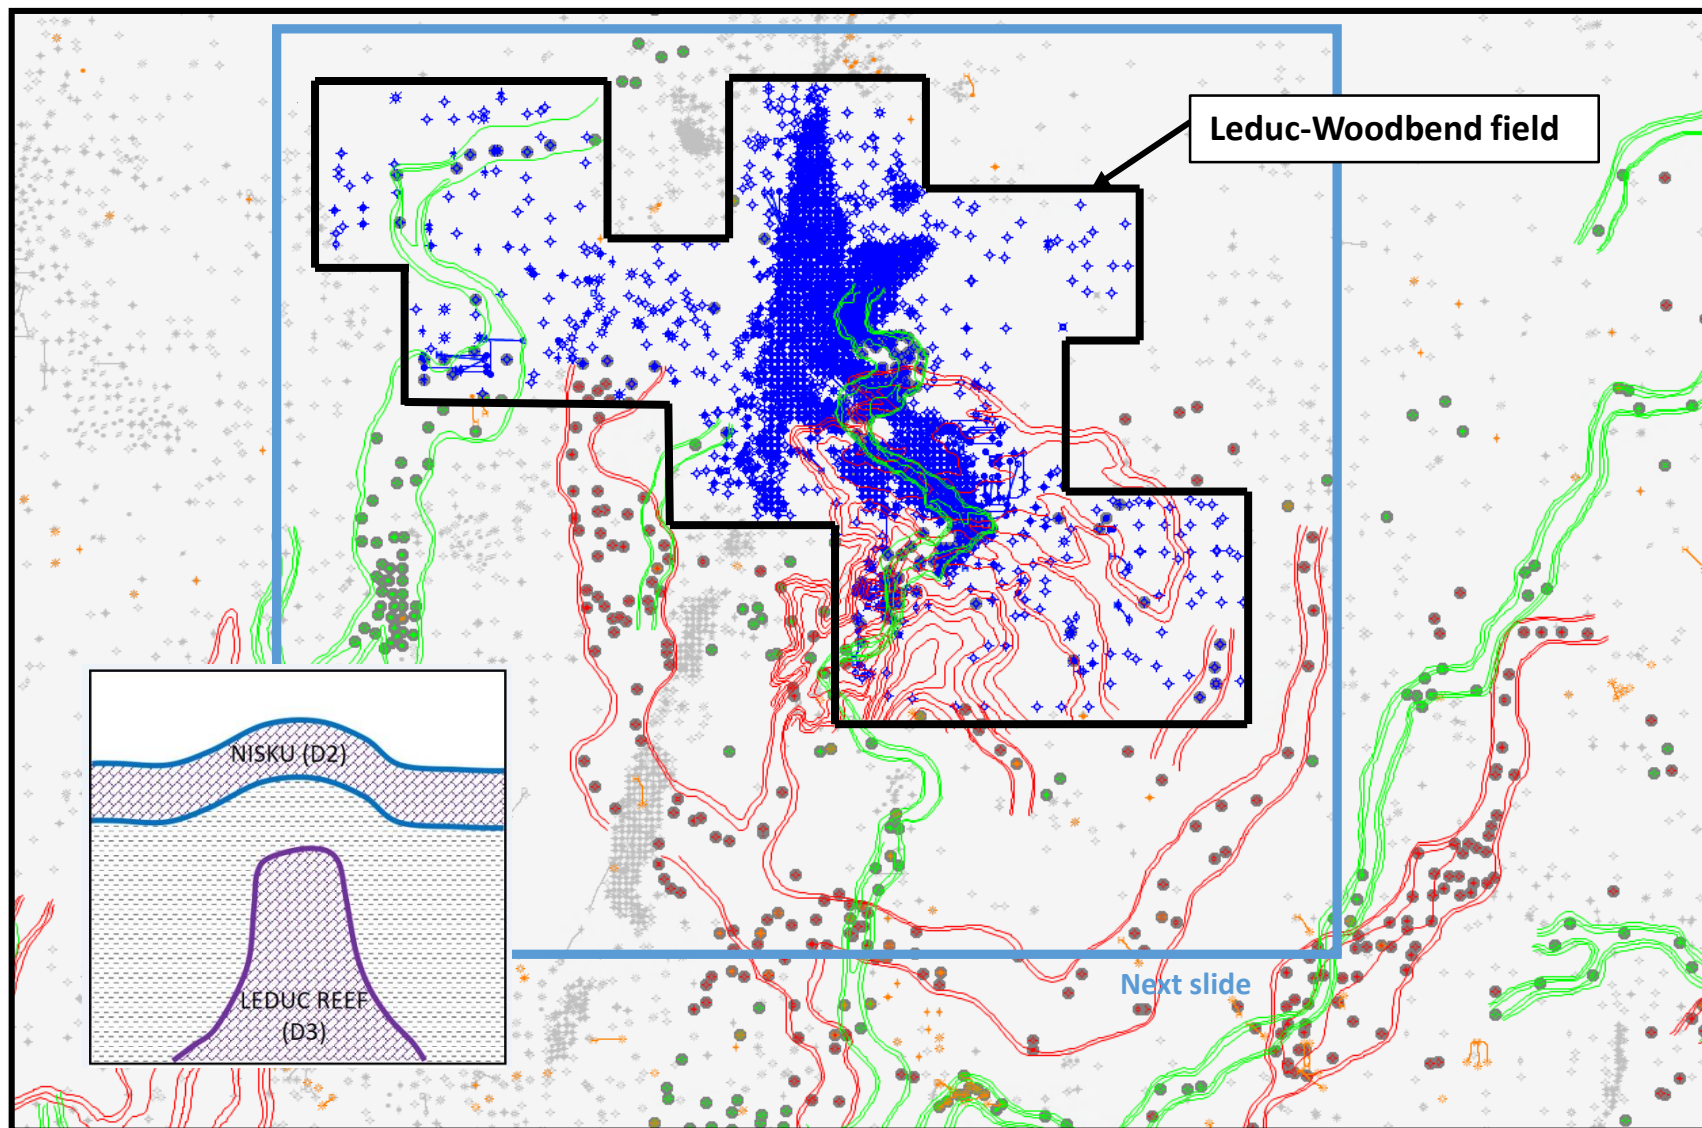 Leduc-Woodbend field
NISKU (D2)
LEDUC REEF
(D3)
Next slide